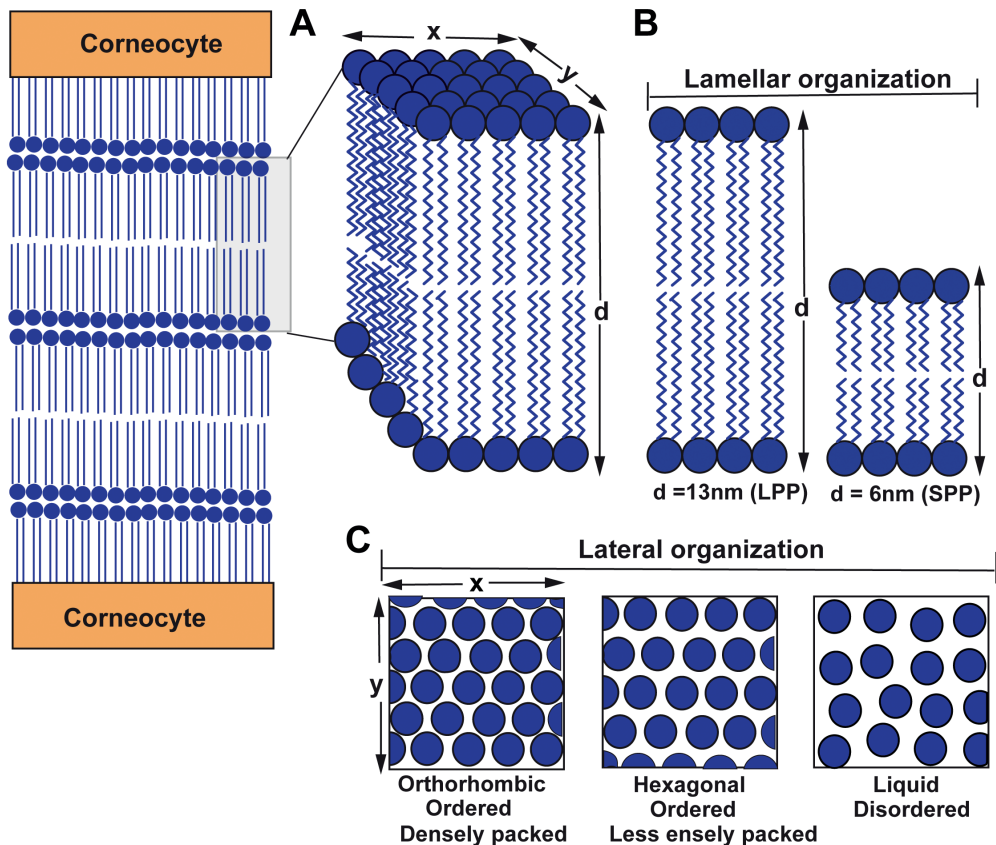 Corneocyte
Corneocyte
A
x
y
d
B
Lamellar organization
d
d
d =13nm (LPP)
d = 6nm (SPP)
C
Lateral organization
x
y
Orthorhombic
Ordered
Densely packed
Hexagonal
Ordered
Less ensely packed
Liquid
Disordered